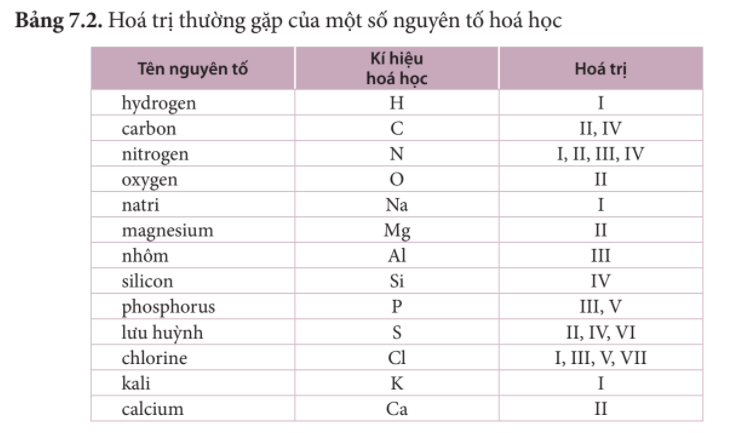 Bảng 7.2. Hoá trị thường gặp của một số nguyên tố hoá học
Tên nguyên tố Kí hiệu hoá học Hoá trị
hydrogen H I
carbon C II, IV
nitrogen N I, II, III, IV
oxygen O II
natri Na I
magnesium Mg II
nhôm Al III
silicon Si IV
phosphorus P III, V
lưu huỳnh S II, IV, VI
chlorine Cl I, III, V, VII
kali K I
calcium Ca II